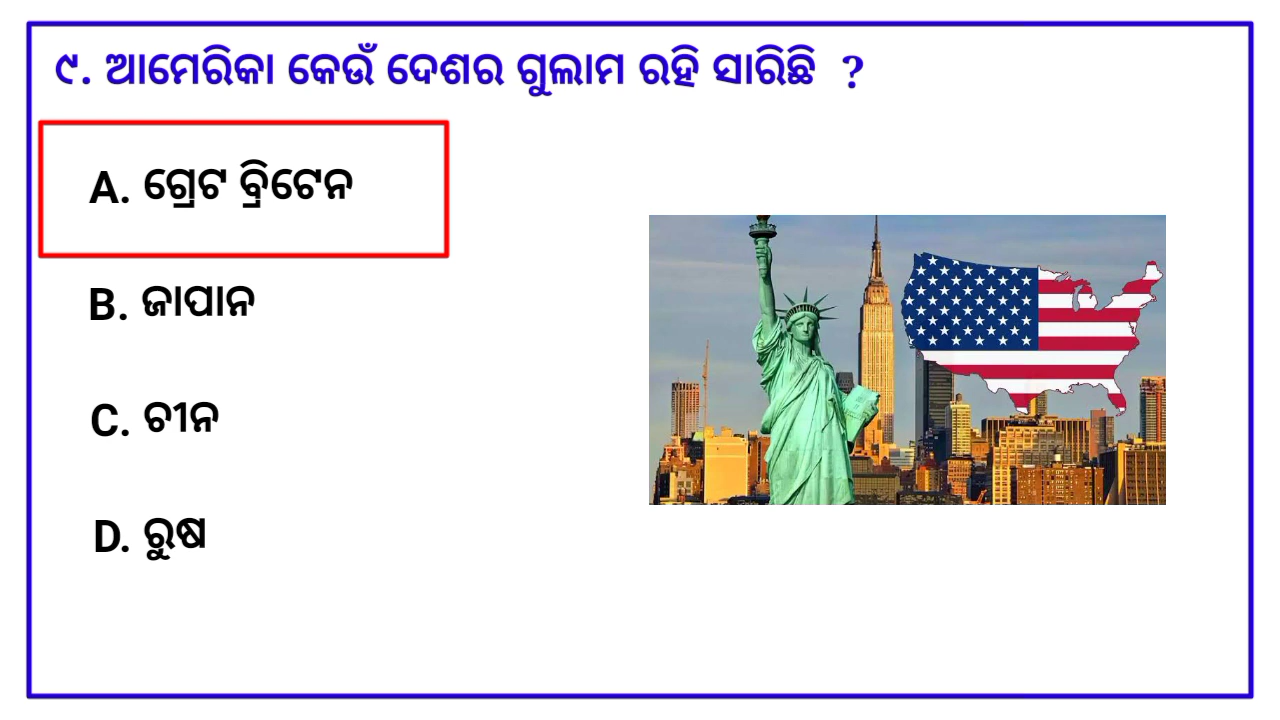 ୯. ଆମେରିକା କେଉଁ ଦେଶର ଗୁଲାମ ରହି ସାରିଛି ?
A. ଗ୍ରେଟ ବ୍ରିଟେନ
B. ଜାପାନ
C. ଚୀନ
D. ରୁଷ